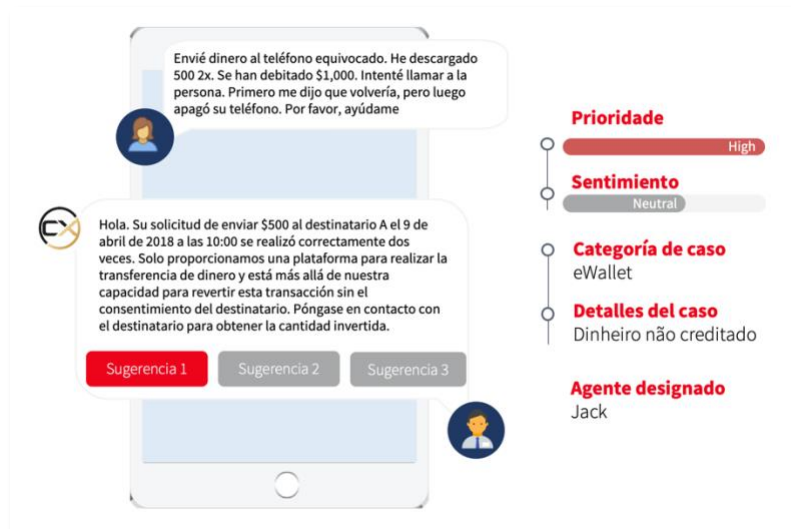 Envié dinero al teléfono equivocado. He descargado
500 2x. Se han debitado $1,000. Intenté llamar a la
persona. Primero me dijo que volvería, pero luego
apagó su teléfono. Por favor, ayúdame
CX
Hola. Su solicitud de enviar $500 al destinatario A el 9 de
abril de 2018 a las 10:00 se realizó correctamente dos
veces. Solo proporcionamos una plataforma para realizar la
transferencia de dinero y está más allá de nuestra
capacidad para revertir esta transacción sin el
consentimiento del destinatario. Póngase en contacto con
el destinatario para obtener la cantidad invertida.
Sugerencia 1
Sugerencia 2
Sugerencia 3
Prioridade
High
Sentimiento
Neutral
Categoría de caso
eWallet
Detalles del caso
Dinheiro não creditado
Agente designado
Jack